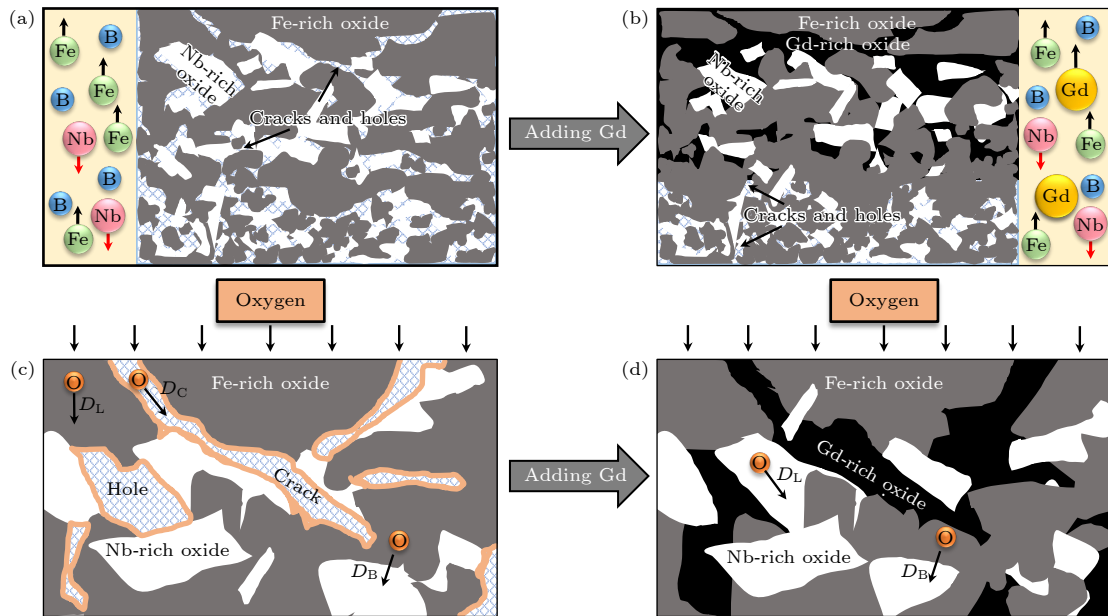 (a)
Fe
B
Fe
B
Nb
Fe
B
B
Nb
Fe
Fe-rich oxide
Nb-rich
oxide
Cracks and holes
Adding Gd
(b)
Fe-rich oxide
Gd-rich oxide
Nb-rich
oxide
Cracks and holes
B
Fe
Gd
B
Nb
Fe
Gd
B
Nb
Fe
Oxygen
Oxygen
(c)
O
D_L
O
D_C
Fe-rich oxide
Hole
Crack
Nb-rich oxide
O
D_B
Adding Gd
(d)
Fe-rich oxide
O
D_L
Gd-rich oxide
Nb-rich oxide
O
D_B